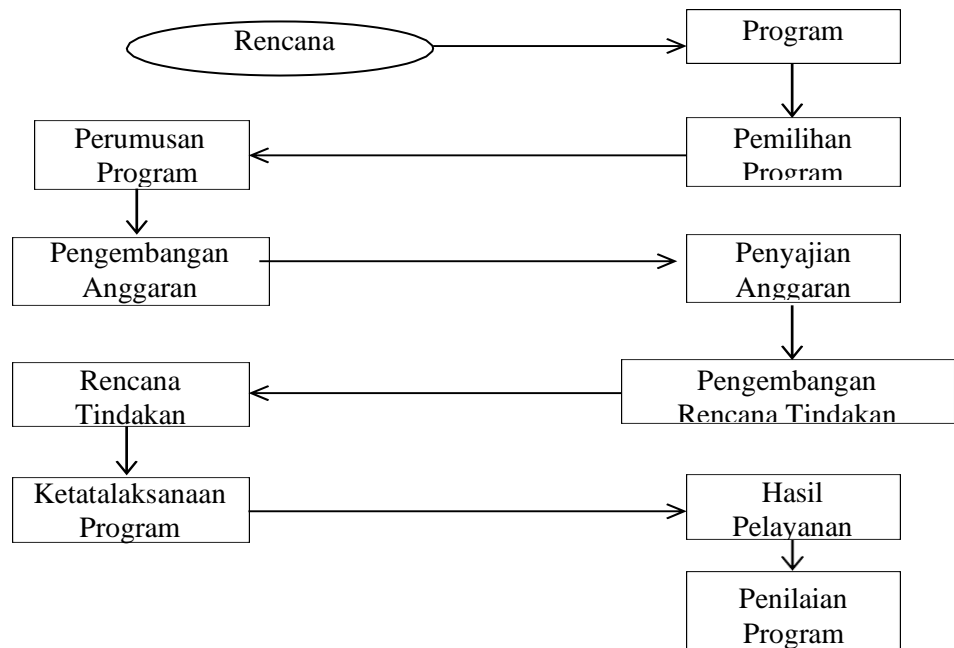 Rencana
Program
Perumusan
Program
Pemilihan
Program
Pengembangan
Anggaran
Penyajian
Anggaran
Rencana
Tindakan
Pengembangan
Rencana Tindakan
Ketatalaksanaan
Program
Hasil
Pelayanan
Penilaian
Program